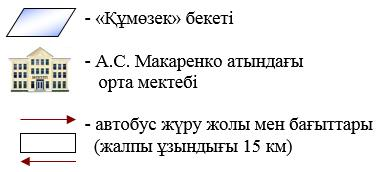 - «Құмөзек» бекеті
- А.С. Макаренко атындағы
орта мектебі
- автобус жүру жолы мен бағыттары
(жалпы ұзындығы 15 км)